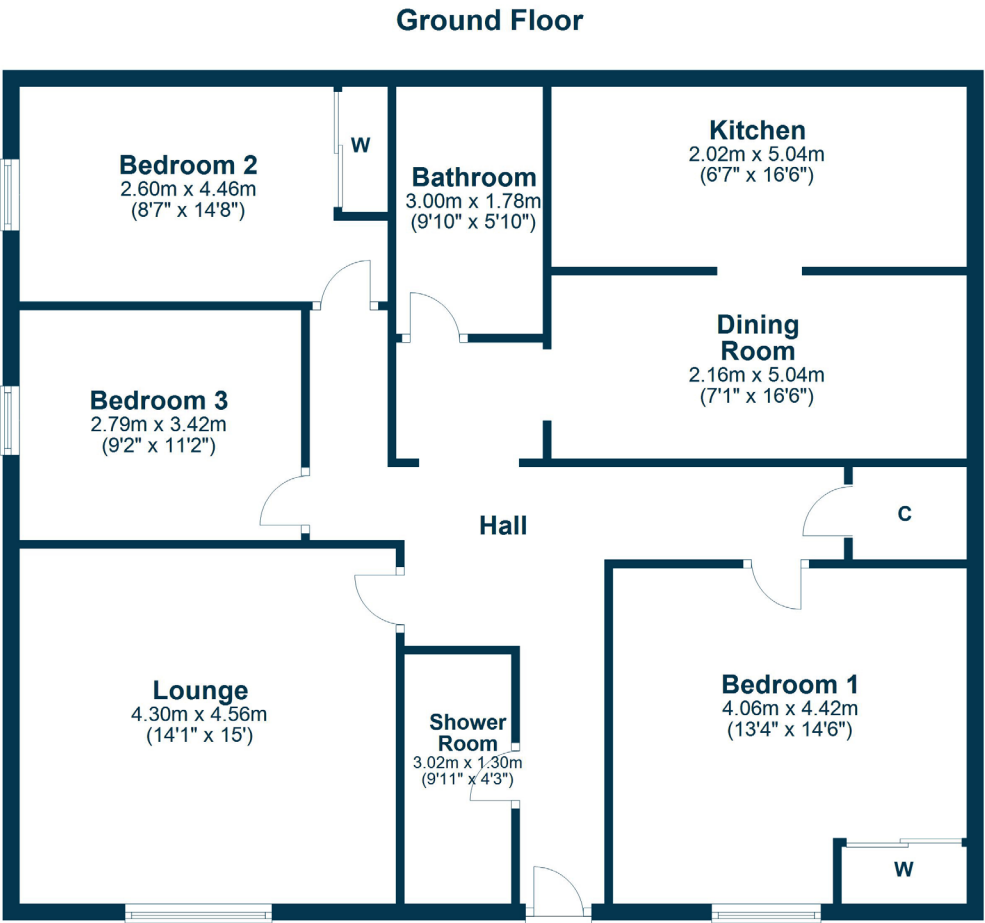 Ground Floor
Bedroom 2
2.60m x 4.46m
(8'7" x 14'8")
W
Bathroom
3.00m x 1.78m
(9'10" x 5'10")
Kitchen
2.02m x 5.04m
(6'7" x 16'6")
Dining
Room
2.16m x 5.04m
(7'1" x 16'6")
Bedroom 3
2.79m x 3.42m
(9'2" x 11'2")
Hall
C
Lounge
4.30m x 4.56m
(14'1" x 15')
Shower
Room
3.02m x 1.30m
(9'11" x 4'3")
Bedroom 1
4.06m x 4.42m
(13'4" x 14'6")
W